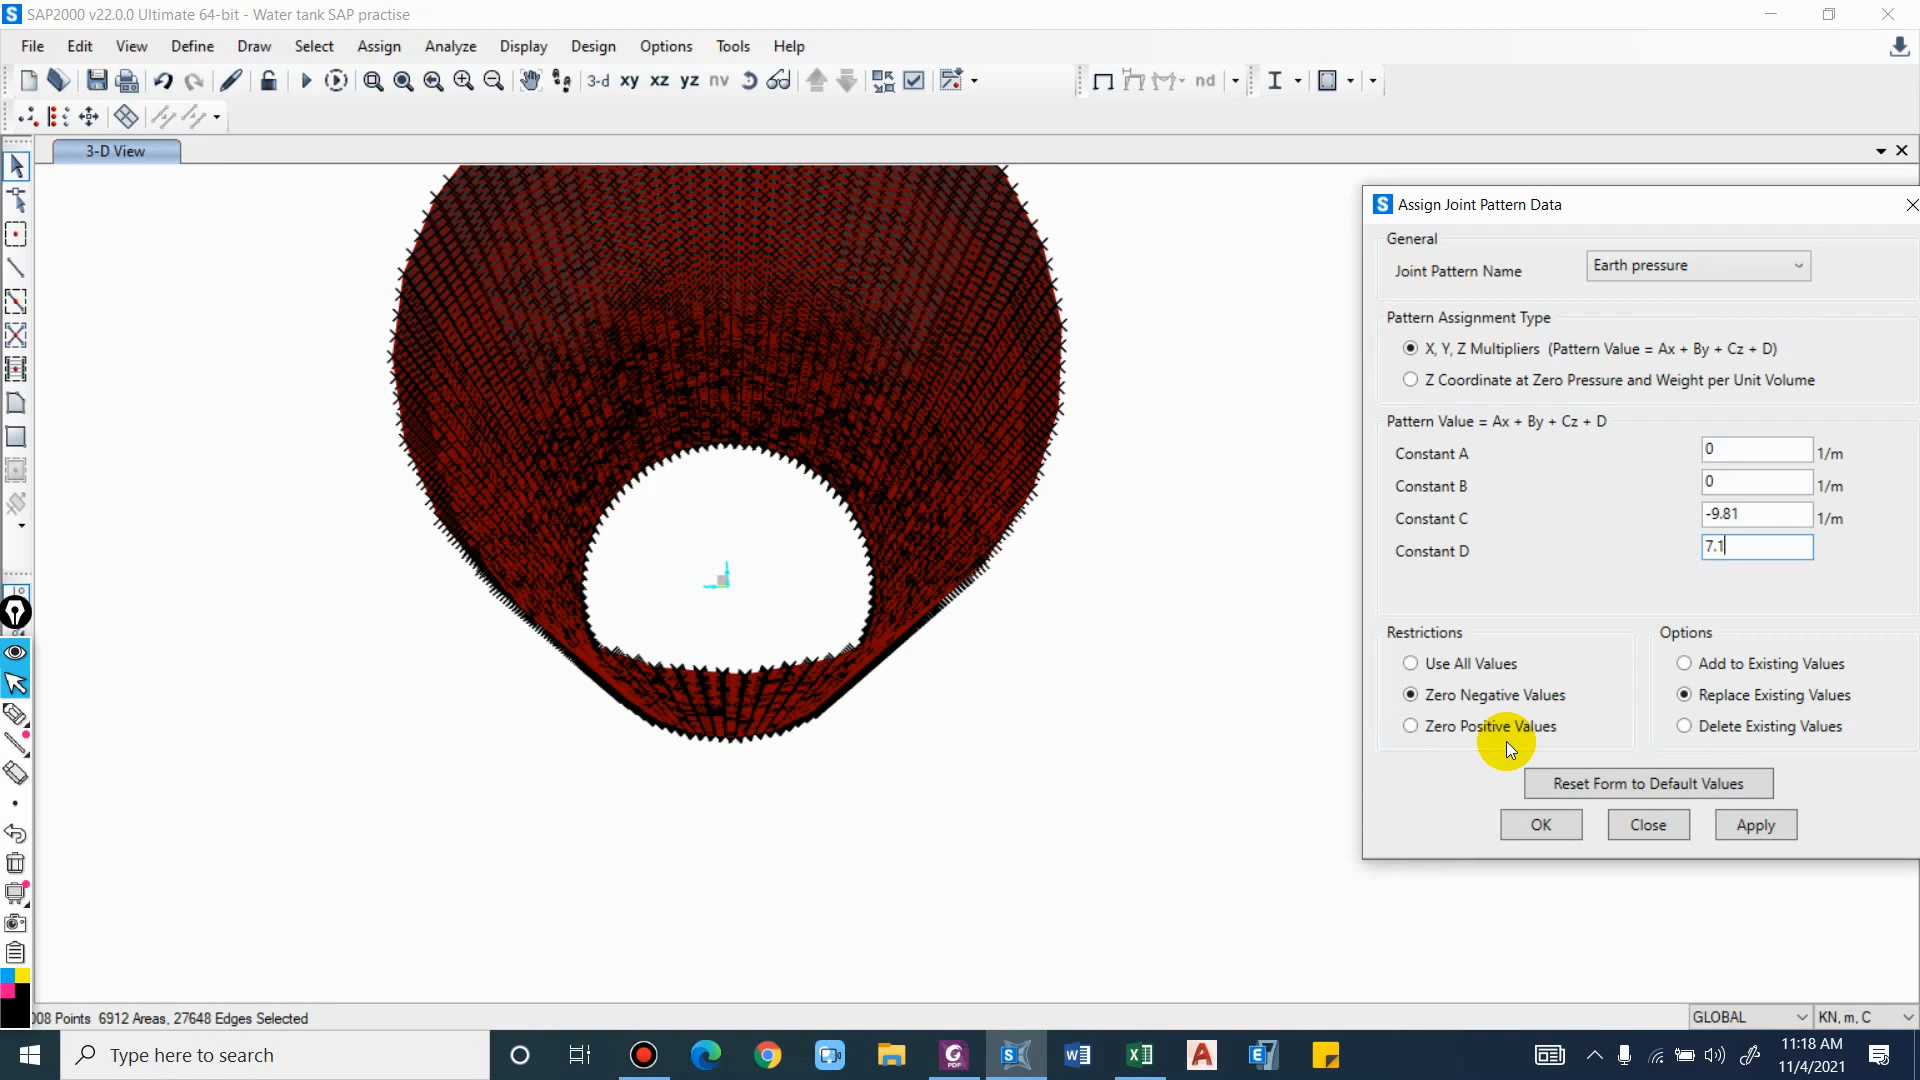 SAP2000 v22.0.0 Ultimate 64-bit - Water tank SAP practise
File Edit View Define Draw Select Assign Analyze Display Design Options Tools Help
3-d xy xz yz nv nd
3-D View
Assign Joint Pattern Data
General
Joint Pattern Name Earth pressure
Pattern Assignment Type
X, Y, Z Multipliers (Pattern Value = Ax + By + Cz + D)
Z Coordinate at Zero Pressure and Weight per Unit Volume
Pattern Value = Ax + By + Cz + D
Constant A 0 1/m
Constant B 0 1/m
Constant C -9.81 1/m
Constant D 7.1
Restrictions Options
Use All Values Add to Existing Values
Zero Negative Values Replace Existing Values
Zero Positive Values Delete Existing Values
Reset Form to Default Values
OK Close Apply
08 Points 6912 Areas, 27648 Edges Selected
GLOBAL KN, m, C
Type here to search
11:18 AM
11/4/2021